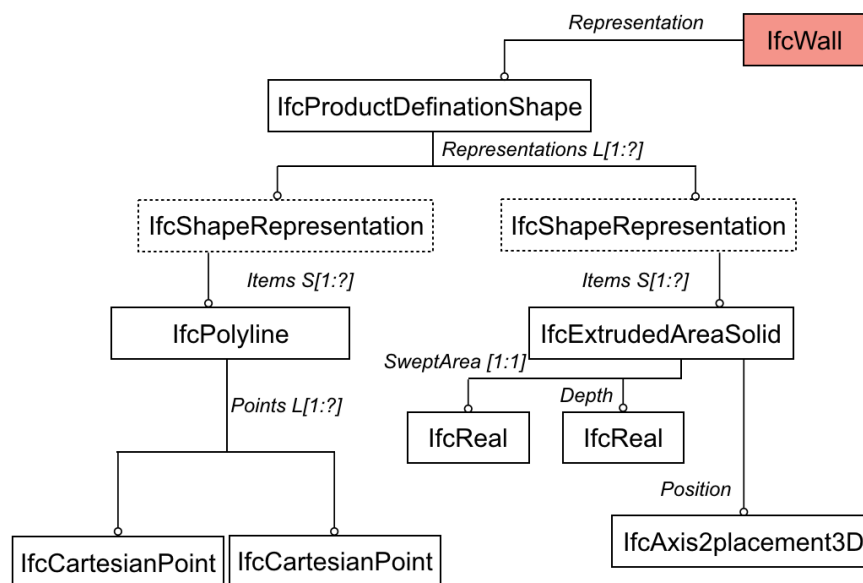 Representation
IfcWall
IfcProductDefinationShape
Representations L[1:?]
IfcShapeRepresentation
IfcShapeRepresentation
Items S[1:?]
Items S[1:?]
IfcPolyline
IfcExtrudedAreaSolid
SweptArea [1:1]
Depth
Points L[1:?]
IfcReal
IfcReal
Position
IfcCartesianPoint
IfcCartesianPoint
IfcAxis2placement3D